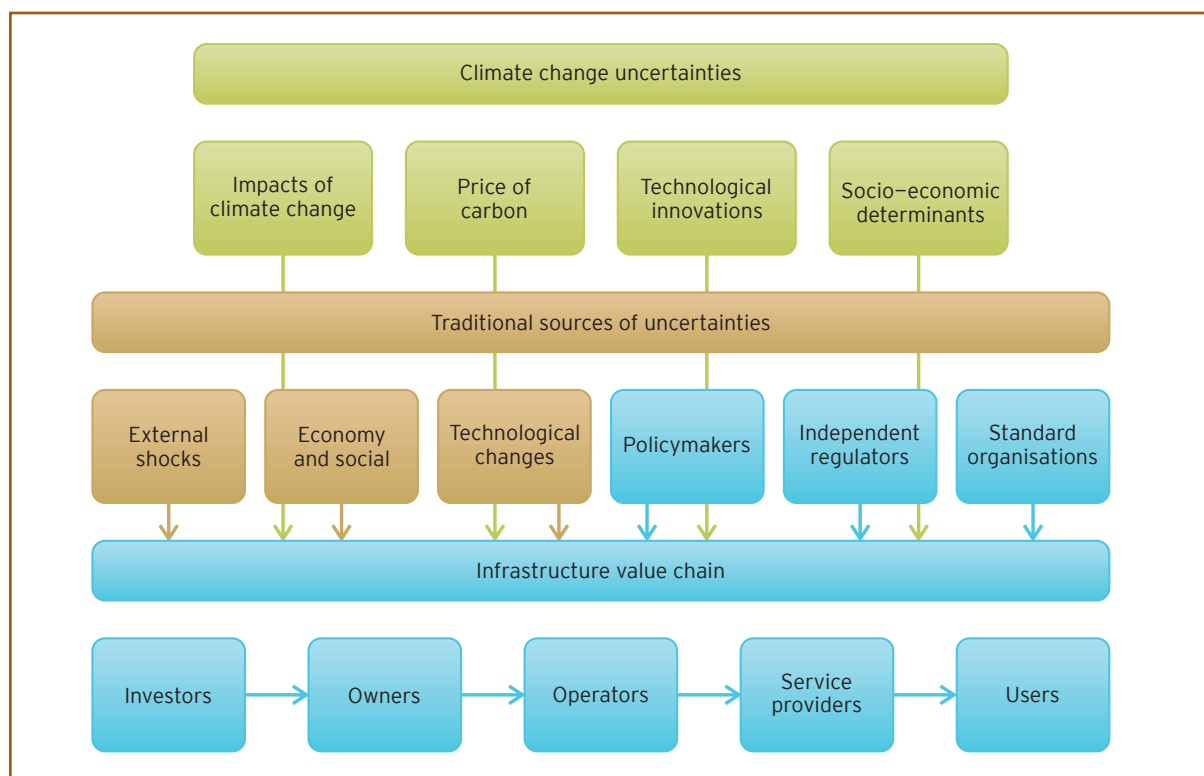 Climate change uncertainties
Impacts of
climate change
Price of
carbon
Technological
innovations
Socio–economic
determinants
Traditional sources of uncertainties
External
shocks
Economy
and social
Technological
changes
Policymakers
Independent
regulators
Standard
organisations
Infrastructure value chain
Investors
Owners
Operators
Service
providers
Users